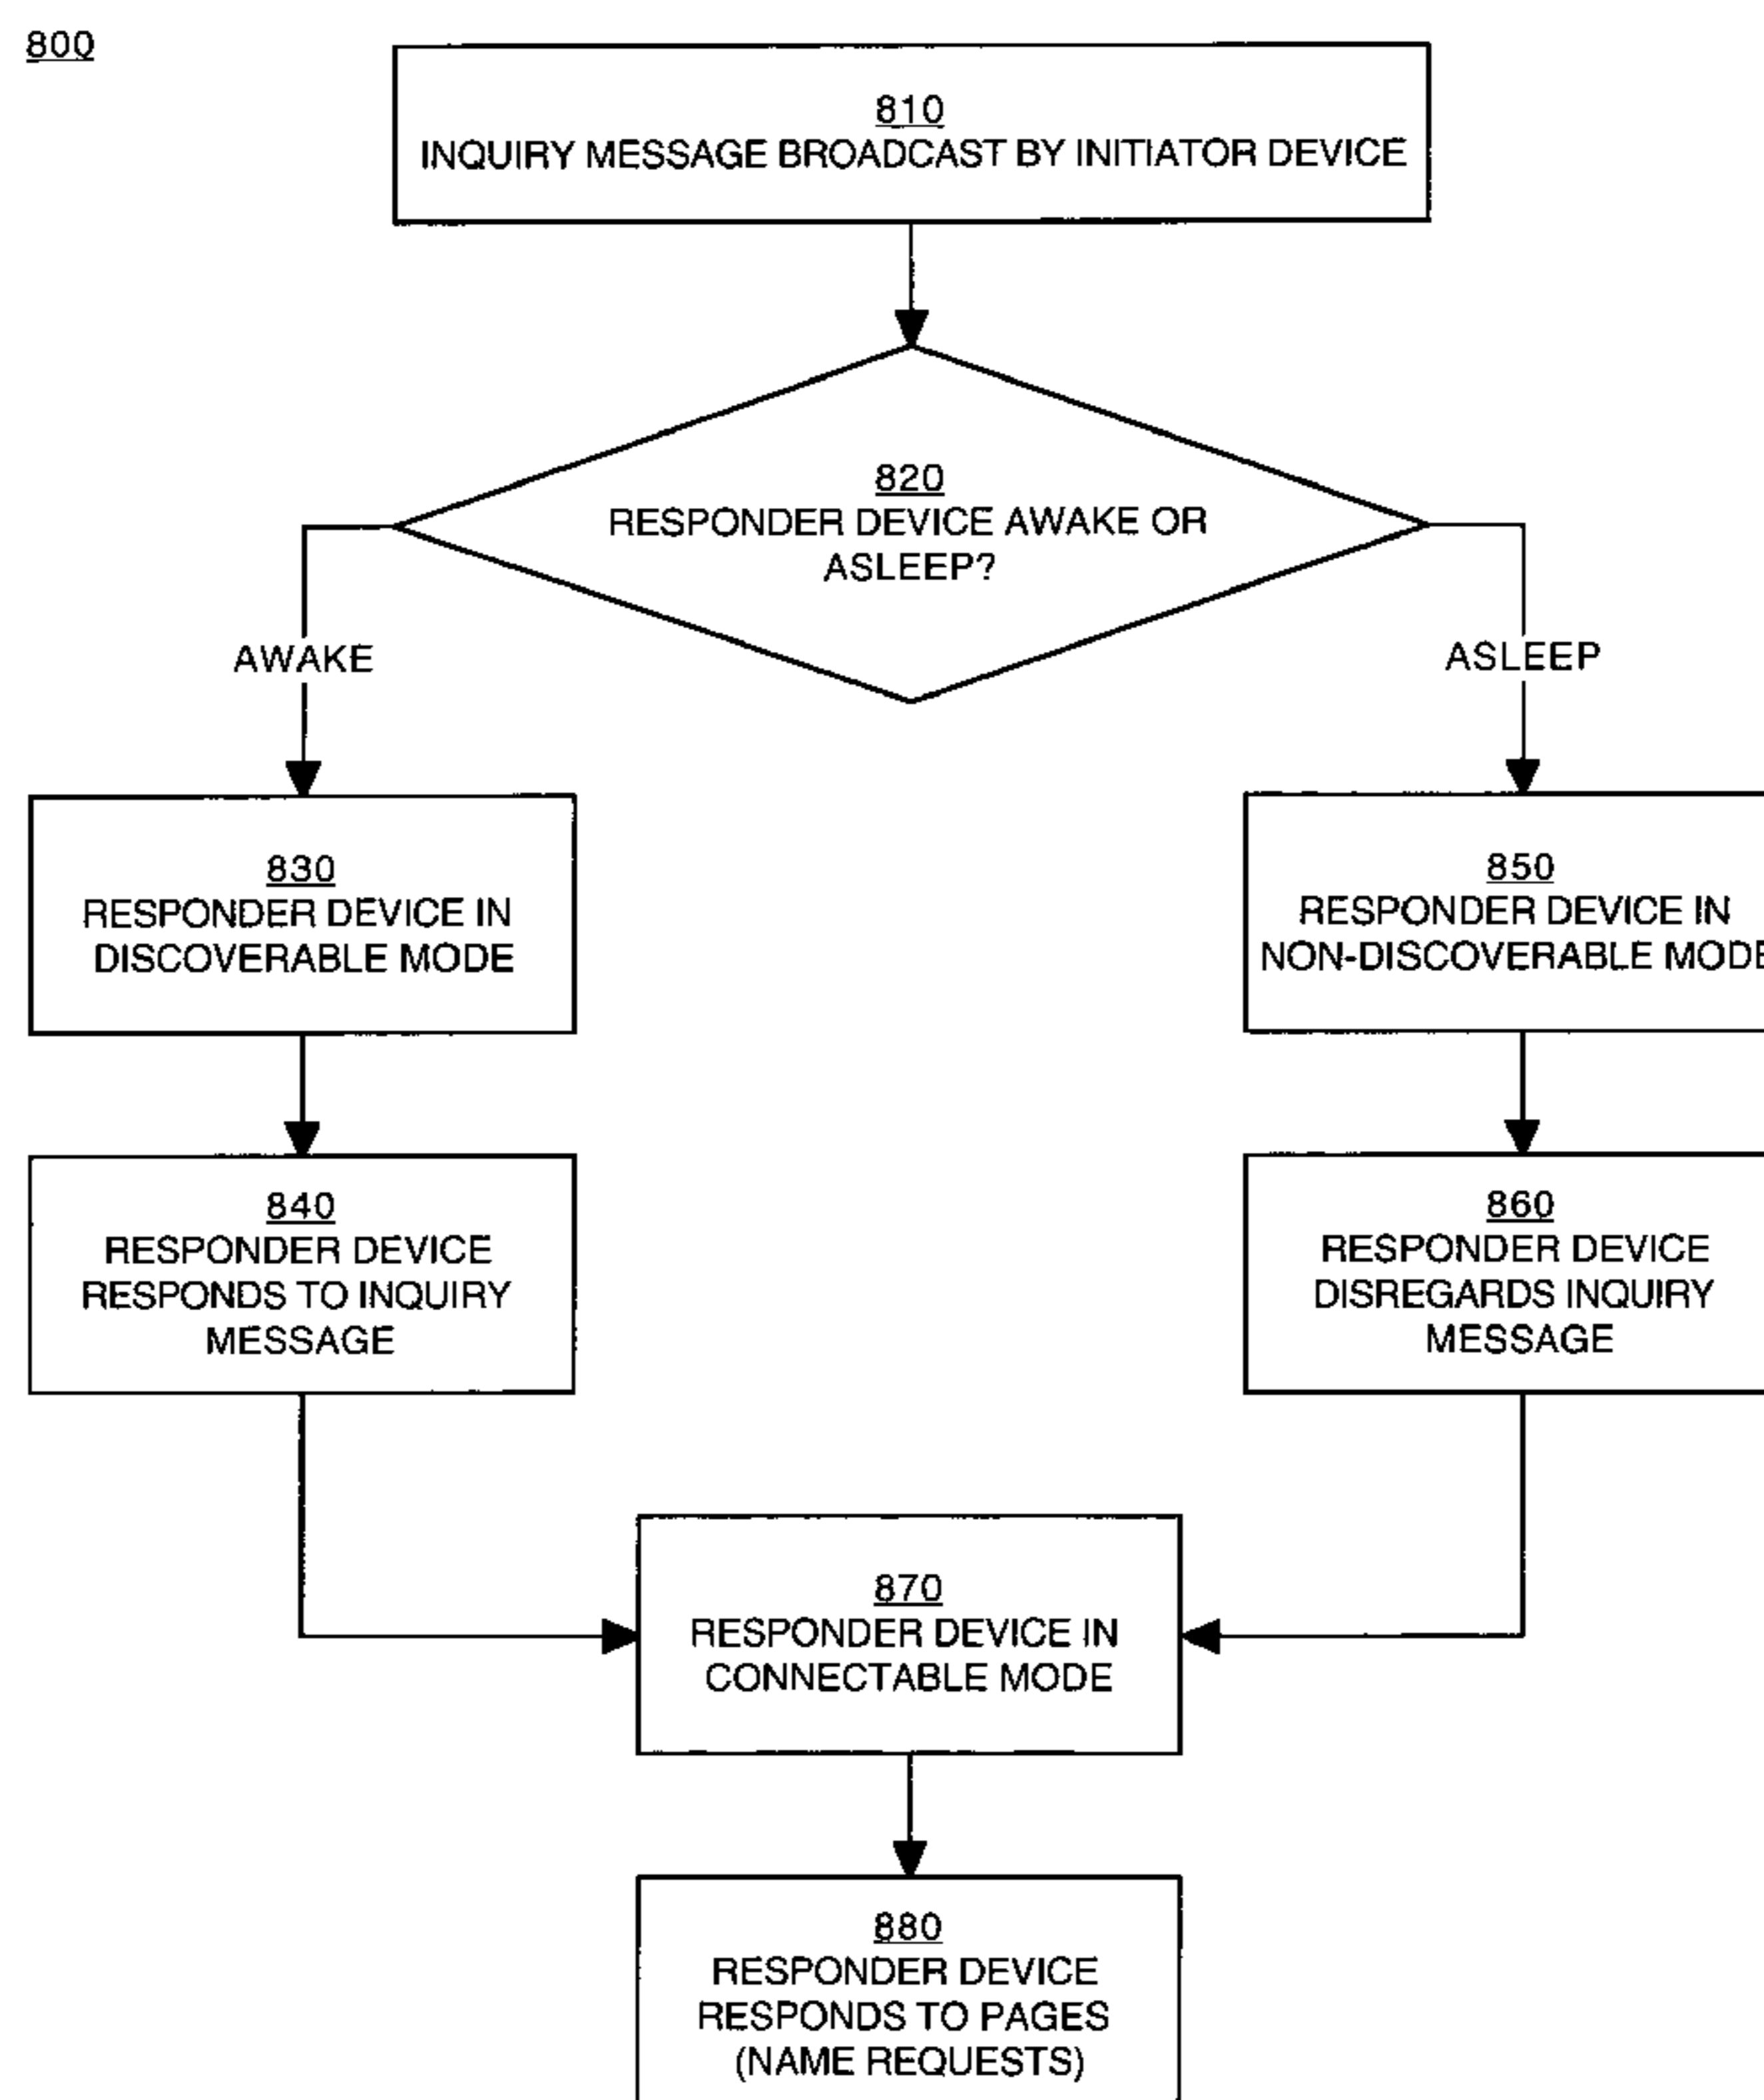 800
810
INQUIRY MESSAGE BROADCAST BY INITIATOR DEVICE
820
RESPONDER DEVICE AWAKE OR
ASLEEP?
AWAKE
ASLEEP
830
RESPONDER DEVICE IN
DISCOVERABLE MODE
850
RESPONDER DEVICE IN
NON-DISCOVERABLE MODE
840
RESPONDER DEVICE
RESPONDS TO INQUIRY
MESSAGE
860
RESPONDER DEVICE
DISREGARDS INQUIRY
MESSAGE
870
RESPONDER DEVICE IN
CONNECTABLE MODE
880
RESPONDER DEVICE
RESPONDS TO PAGES
(NAME REQUESTS)